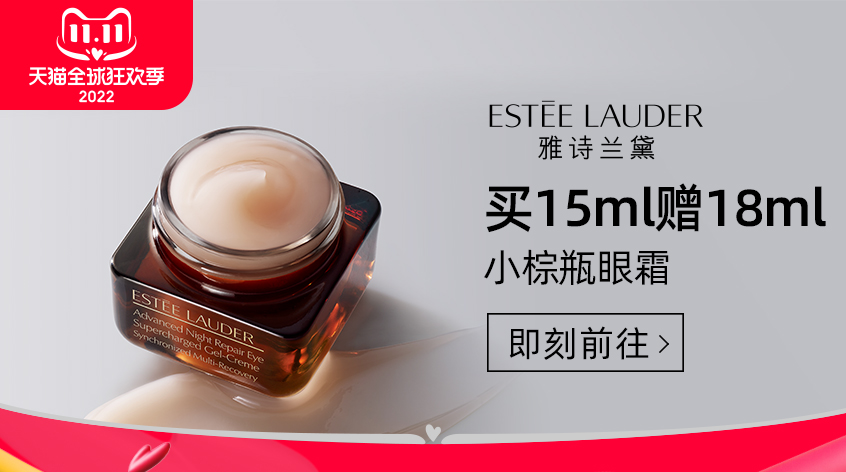 11.11
天猫全球狂欢季
2022
ESTĒE LAUDER
雅诗兰黛
买15ml赠18ml
小棕瓶眼霜
即刻前往 >
ESTĒE LAUDER
Advanced Night Repair Eye
Supercharged Gel-Creme
Synchronized Multi-Recovery